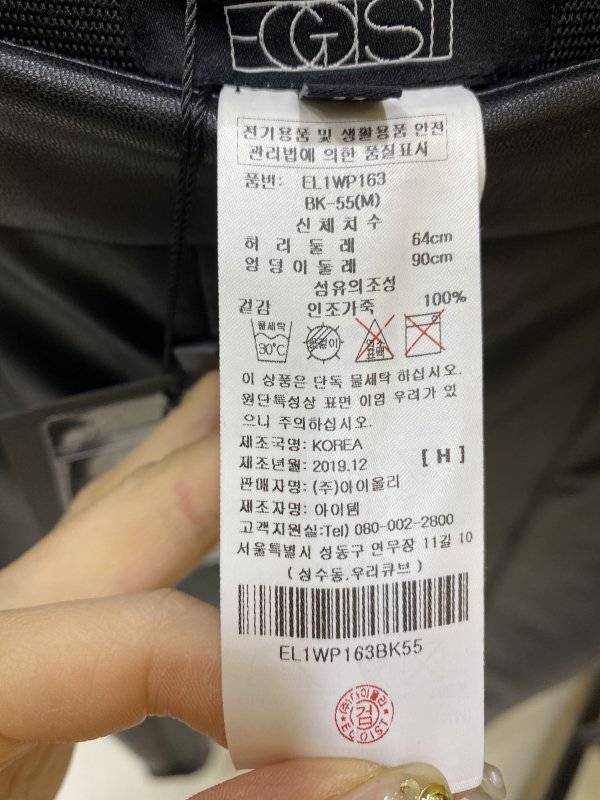 EGIST
전기용품 및 생활용품 안전
관리법에 의한 품질표시
품번: EL1WP163
BK-55(M)
신체치수
허리둘레 64cm
엉덩이둘레 90cm
섬유의조성
겉감 인조가죽 100%
물세탁
30℃
이 상품은 단독 물세탁 하십시오.
원단특성상 표면 이염 우려가 있
으니 주의하십시오.
제조국명: KOREA
제조년월: 2019.12 [H]
판매자명: (주)아이올리
제조자명: 아이템
고객지원실:Tel) 080-002-2800
서울특별시 성동구 연무장 11길 10
(성수동,우리큐브)
EL1WP163BK55
검